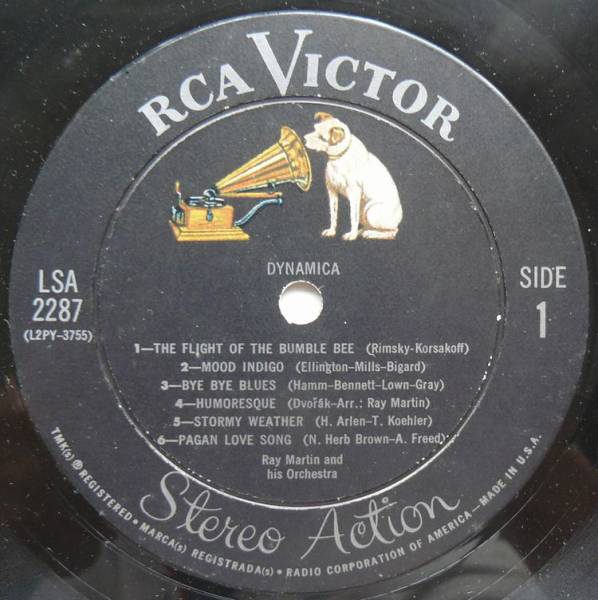 RCA VICTOR
DYNAMICA
LSA
2287
(L2PY-3755)
SIDE
1
1—THE FLIGHT OF THE BUMBLE BEE (Rimsky-Korsakoff)
2—MOOD INDIGO (Ellington-Mills-Bigard)
3—BYE BYE BLUES (Hamm-Bennett-Lown-Gray)
4—HUMORESQUE (Dvořák-Arr.: Ray Martin)
5—STORMY WEATHER (H. Arlen-T. Koehler)
6—PAGAN LOVE SONG (N. Herb Brown-A. Freed)
Ray Martin and
his Orchestra
Stereo Action
TMK(s) ® REGISTERED • MARCA(s) REGISTRADA(s) • RADIO CORPORATION OF AMERICA—MADE IN U.S.A.